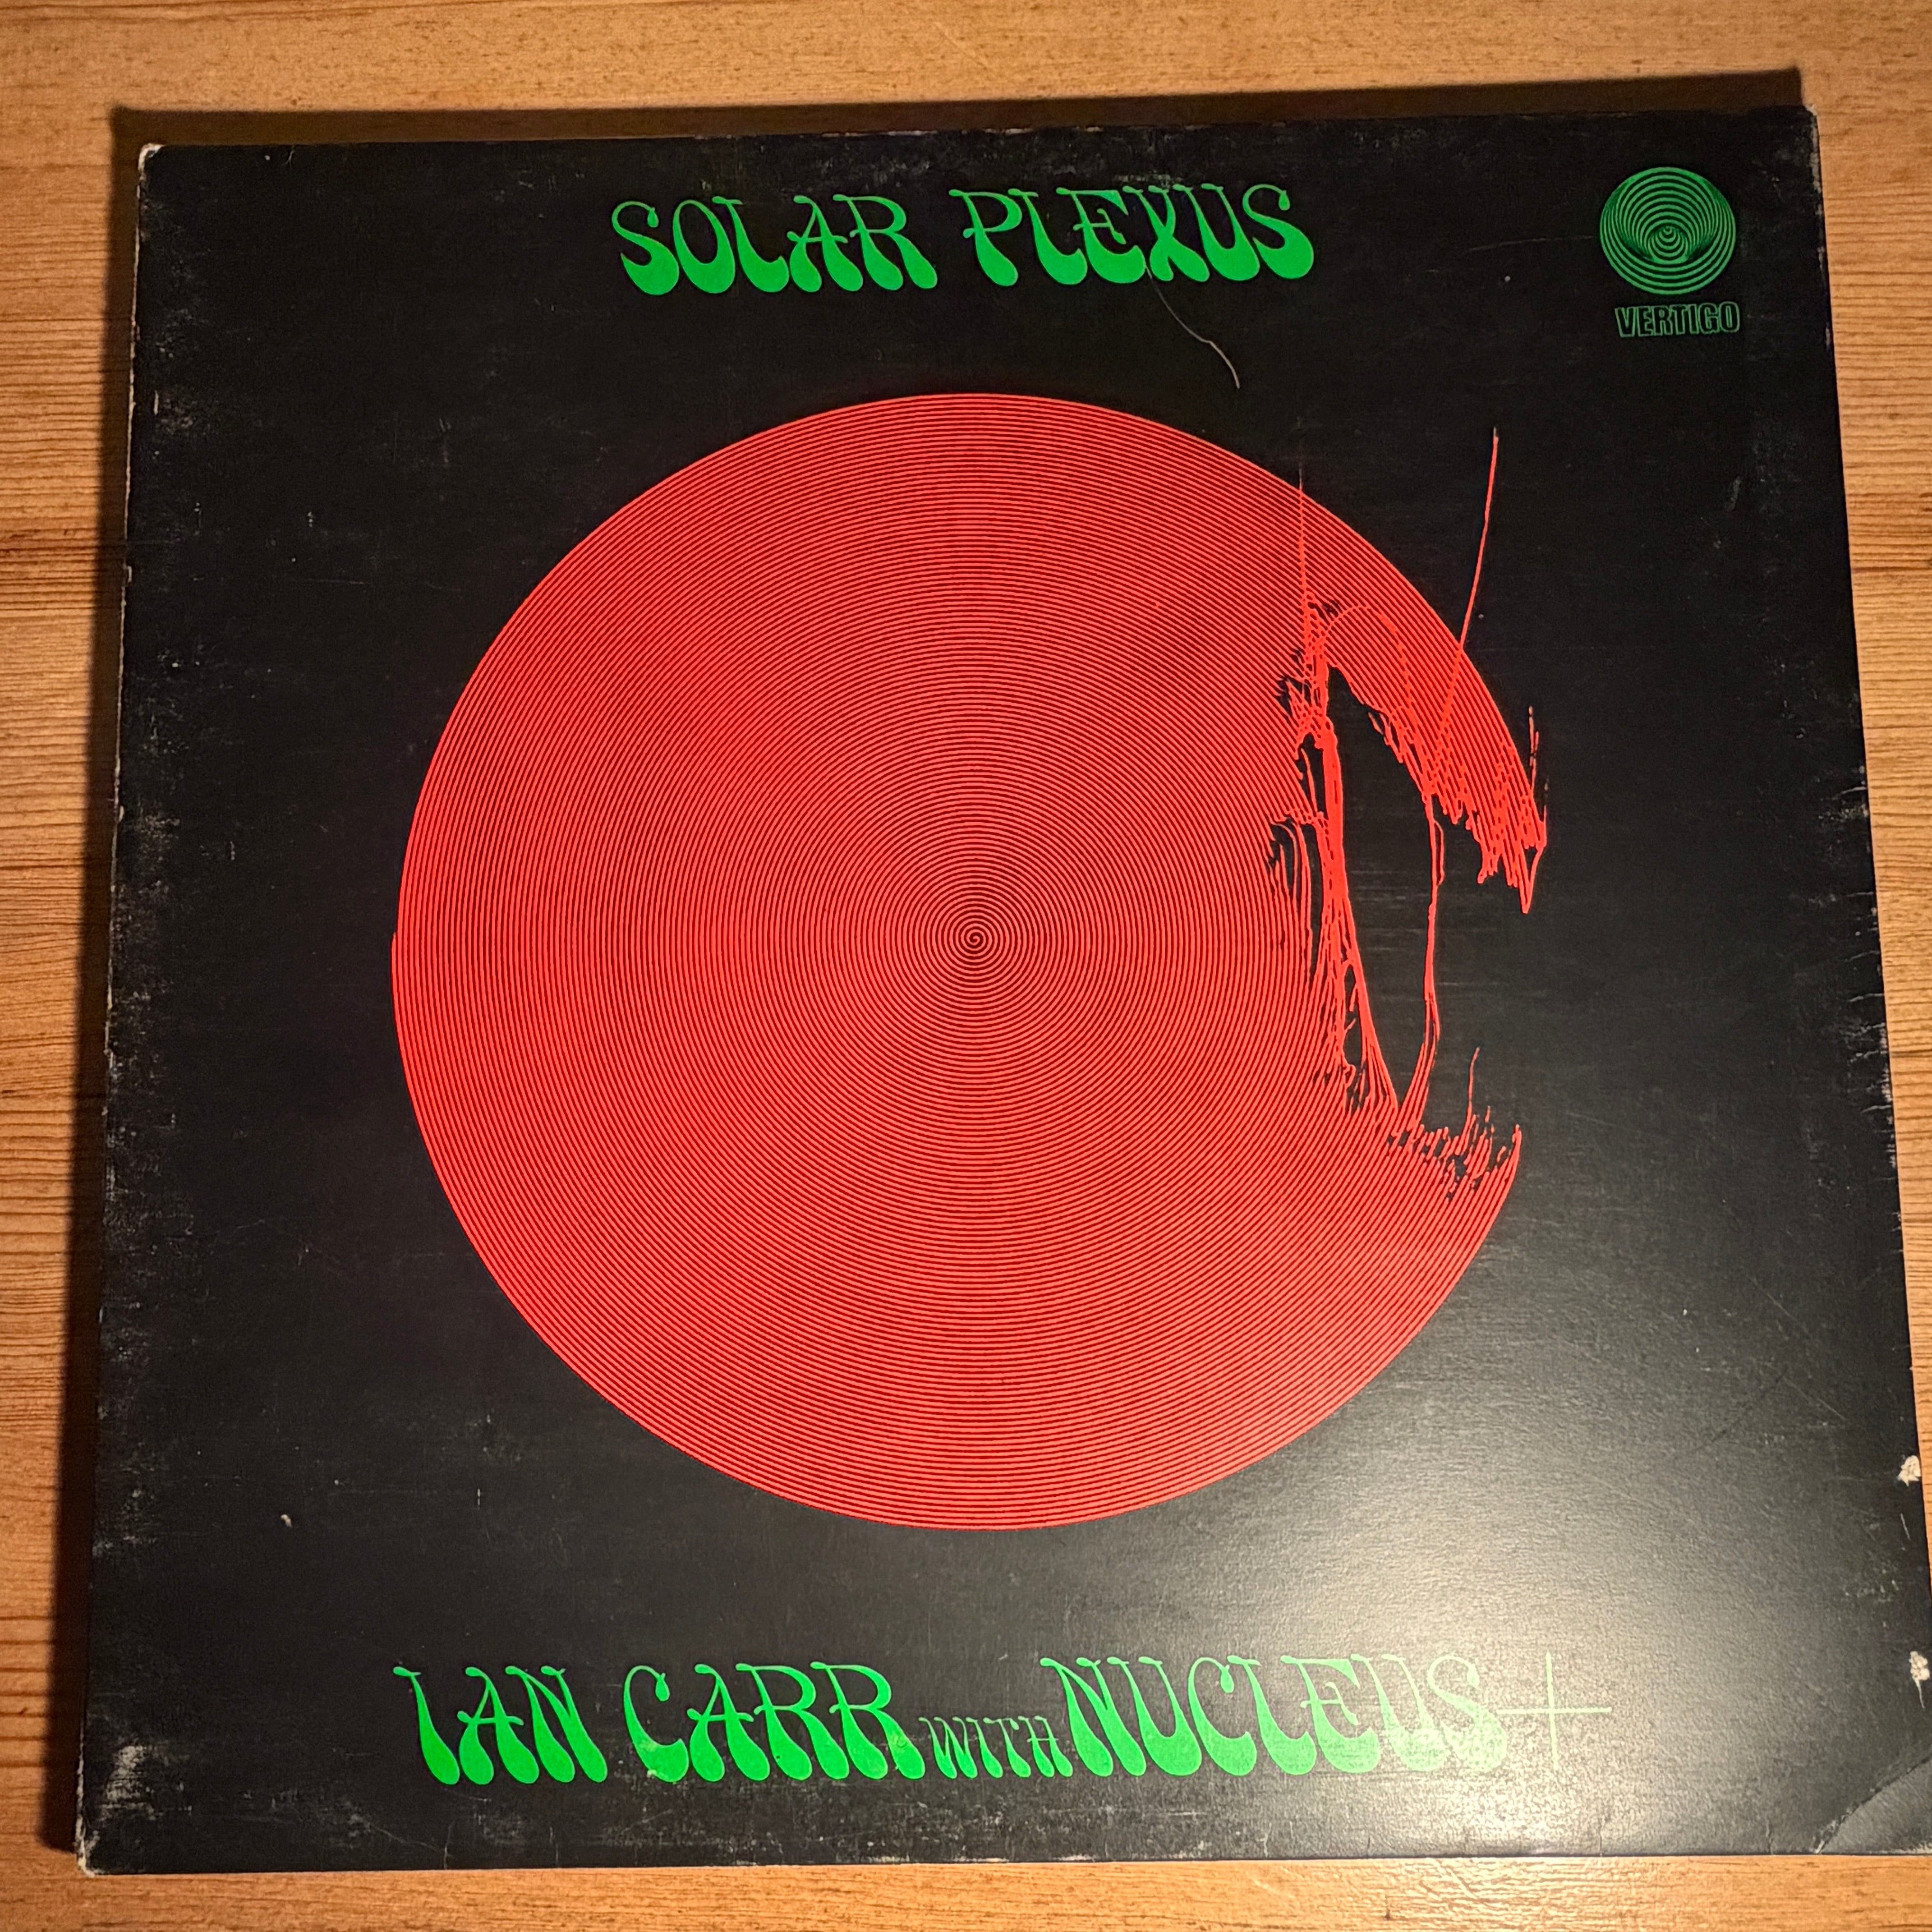 SOLAR PLEXUS
VERTIGO
IAN CARR WITH NUCLEUS +